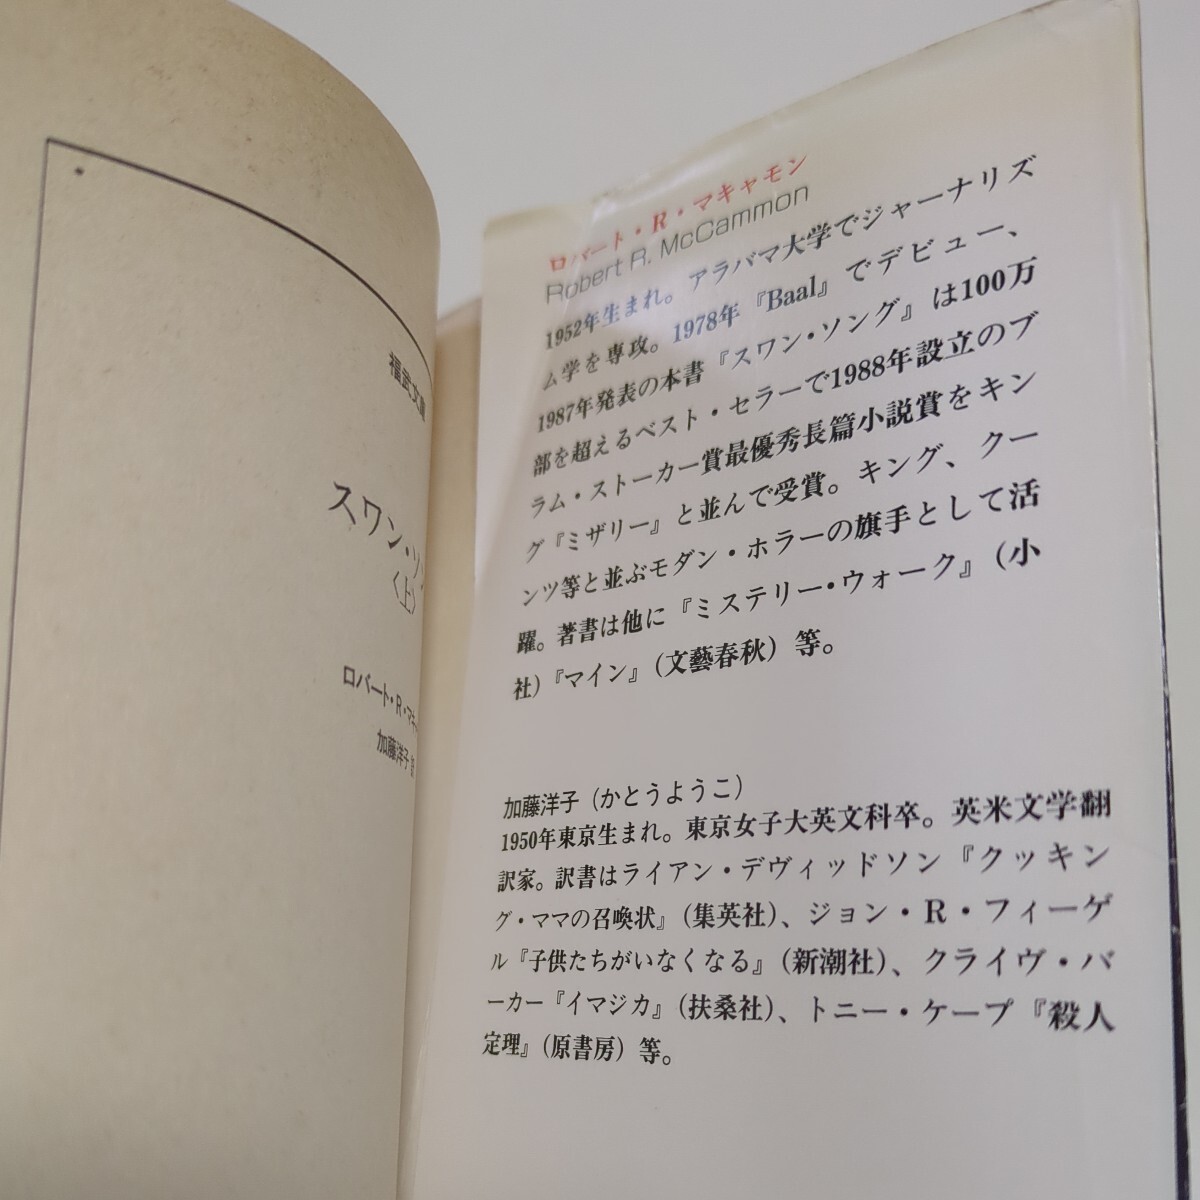 福武文庫
スワン・ソン
〈上〉
ロバート・R・マキャ
加藤洋子 訳
ロバート・R・マキャモン
Robert R. McCammon
1952年生まれ。アラバマ大学でジャーナリズ
ム学を専攻。1978年『Baal』でデビュー、
1987年発表の本書『スワン・ソング』は100万
部を超えるベスト・セラーで1988年設立のブ
ラム・ストーカー賞最優秀長篇小説賞をキン
グ『ミザリー』と並んで受賞。キング、クー
ンツ等と並ぶモダン・ホラーの旗手として活
躍。著書は他に『ミステリー・ウォーク』(小
社)『マイン』(文藝春秋)等。
加藤洋子(かとうようこ)
1950年東京生まれ。東京女子大英文科卒。英米文学翻
訳家。訳書はライアン・デヴィッドソン『クッキン
グ・ママの召喚状』(集英社)、ジョン・R・フィーゲ
ル『子供たちがいなくなる』(新潮社)、クライヴ・バ
ーカー『イマジカ』(扶桑社)、トニー・ケープ『殺人
定理』(原書房)等。